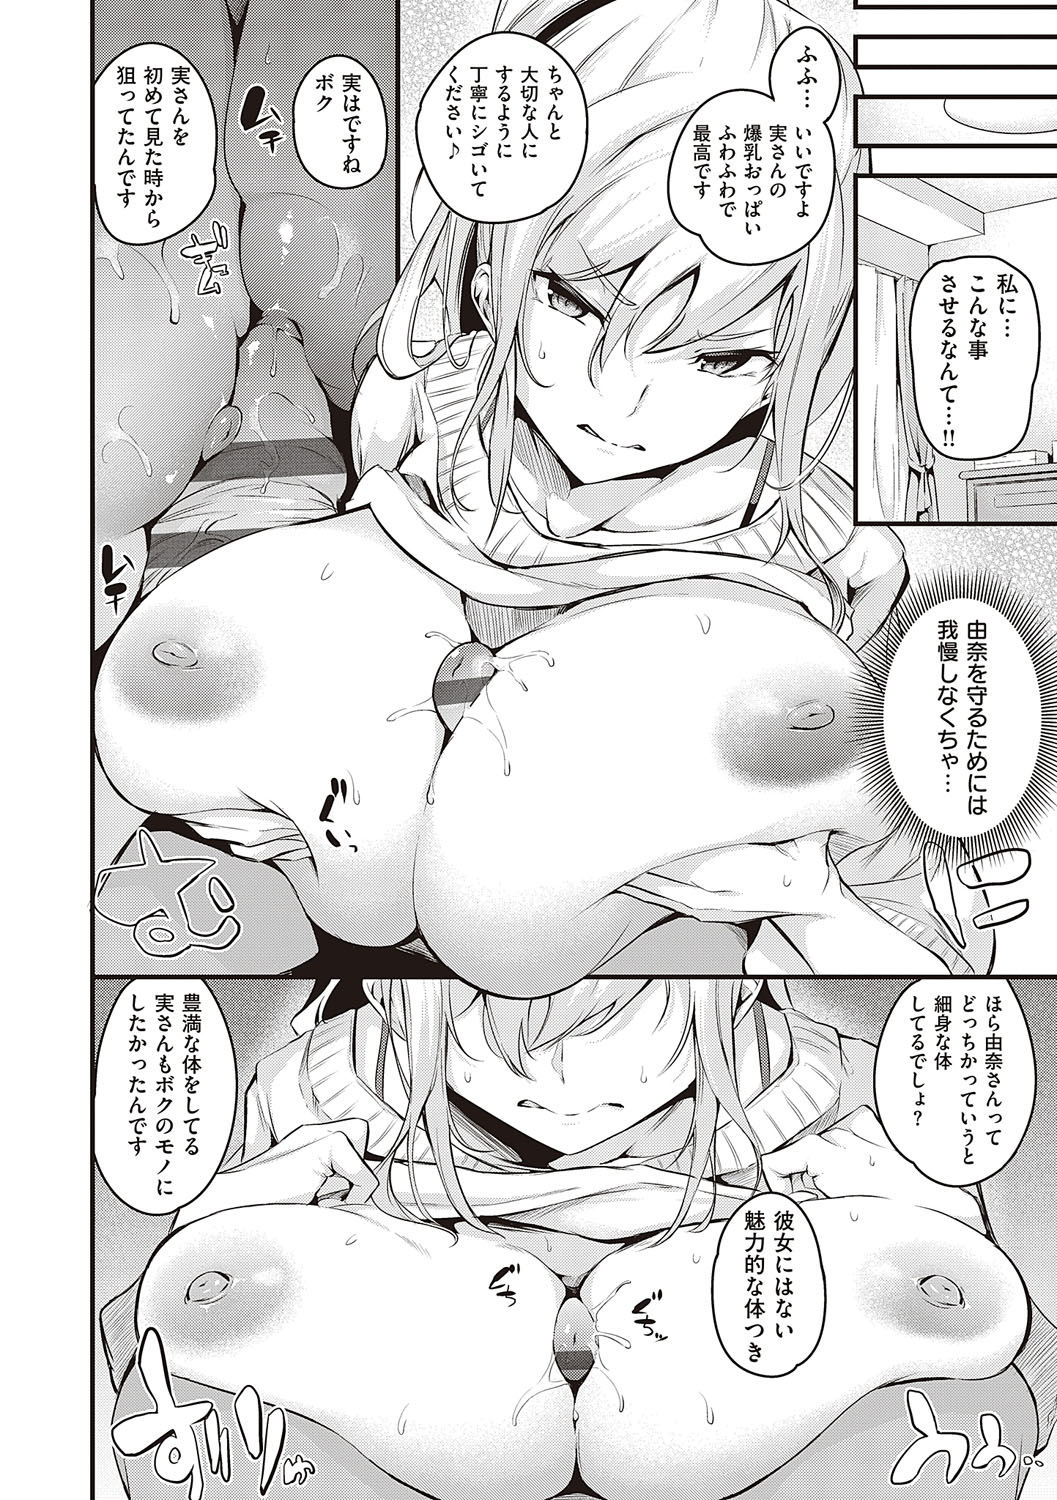 私に…
こんな事
させるなんて…!!
ふふ…
いいですよ
実さんの
爆乳おっぱい
ふわふわで
最高です
ちゃんと
大切な人に
するように
丁寧にシゴいて
ください♪
実はですね
ボク
実さんを
初めて見た時から
狙ってたんです
ムチ
ギュム
ムチ
由奈を守るためには
我慢しなくちゃ…
ほら由奈さんって
どっちかっていうと
細身な体
してるでしょ?
彼女にはない
魅力的な体つき
豊満な体をしてる
実さんもボクのモノに
したかったんです
ぐち
ぐちッ